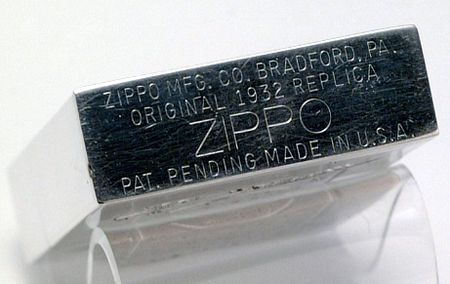 ZIPPO MFG. CO. BRADFORD, PA.
ORIGINAL 1932 REPLICA
ZIPPO
PAT. PENDING MADE IN U.S.A.